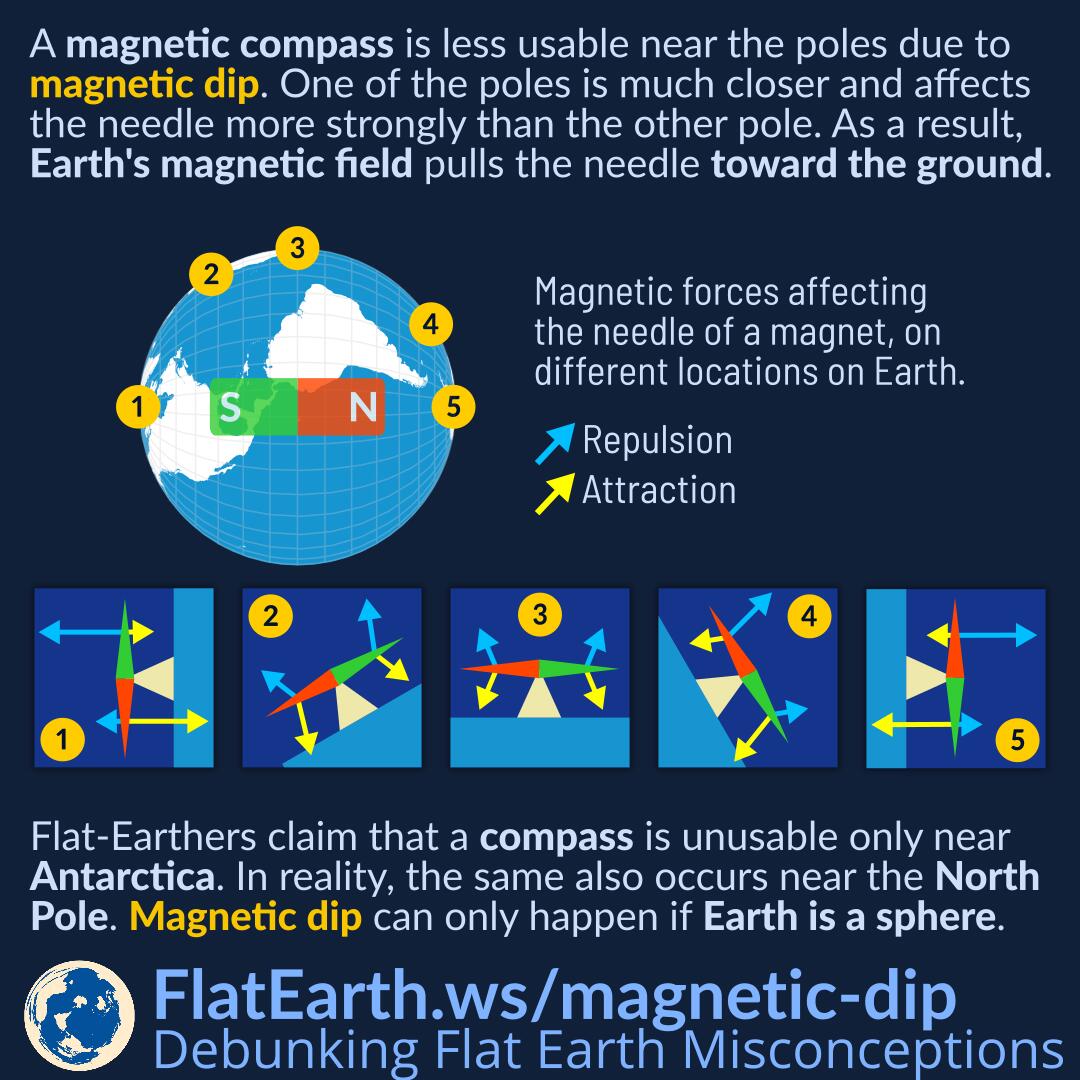 A magnetic compass is less usable near the poles due to
magnetic dip. One of the poles is much closer and affects
the needle more strongly than the other pole. As a result,
Earth's magnetic field pulls the needle toward the ground.
3
2
4
1
S
N
5
Magnetic forces affecting
the needle of a magnet, on
different locations on Earth.
Repulsion
Attraction
1
2
3
4
5
Flat-Earthers claim that a compass is unusable only near
Antarctica. In reality, the same also occurs near the North
Pole. Magnetic dip can only happen if Earth is a sphere.
FlatEarth.ws/magnetic-dip
Debunking Flat Earth Misconceptions